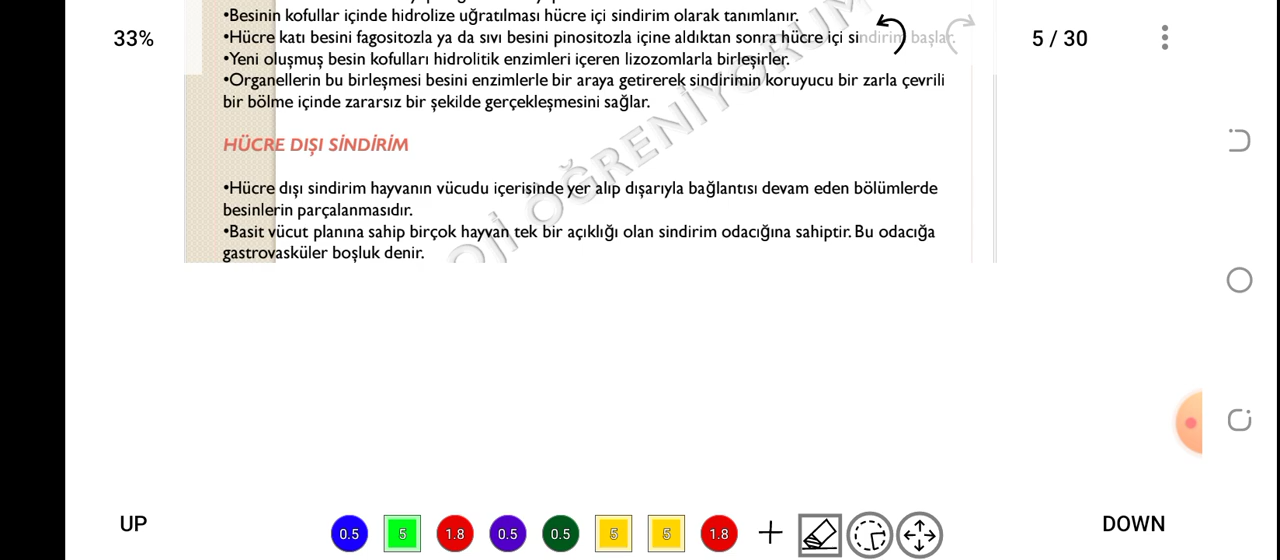 •Besinin kofullar içinde hidrolize uğratılması hücre içi sindirim olarak tanımlanır.
33%
•Hücre katı besini fagositozla ya da sıvı besini pinositozla içine aldıktan sonra hücre içi sindirim başlar.
5 / 30
•Yeni oluşmuş besin kofulları hidrolitik enzimleri içeren lizozomlarla birleşirler.
•Organellerin bu birleşmesi besini enzimlerle bir araya getirerek sindirimin koruyucu bir zarla çevrili
bir bölme içinde zararsız bir şekilde gerçekleşmesini sağlar.
HÜCRE DIŞI SİNDİRİM
•Hücre dışı sindirim hayvanın vücudu içerisinde yer alıp dışarıyla bağlantısı devam eden bölümlerde
besinlerin parçalanmasıdır.
•Basit vücut planına sahip birçok hayvan tek bir açıklığı olan sindirim odacığına sahiptir. Bu odacığa
gastrovasküler boşluk denir.
OJİ ÖĞRENİYORUM
UP
0.5
5
1.8
0.5
0.5
5
5
1.8
DOWN